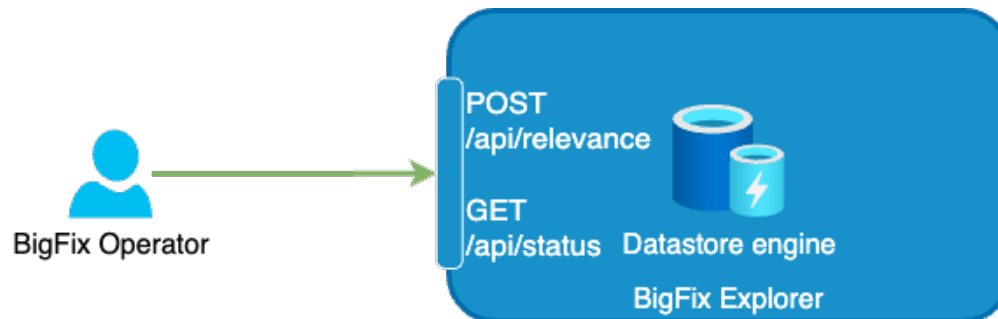 POST
/api/relevance
GET
/api/status
BigFix Operator
Datastore engine
BigFix Explorer